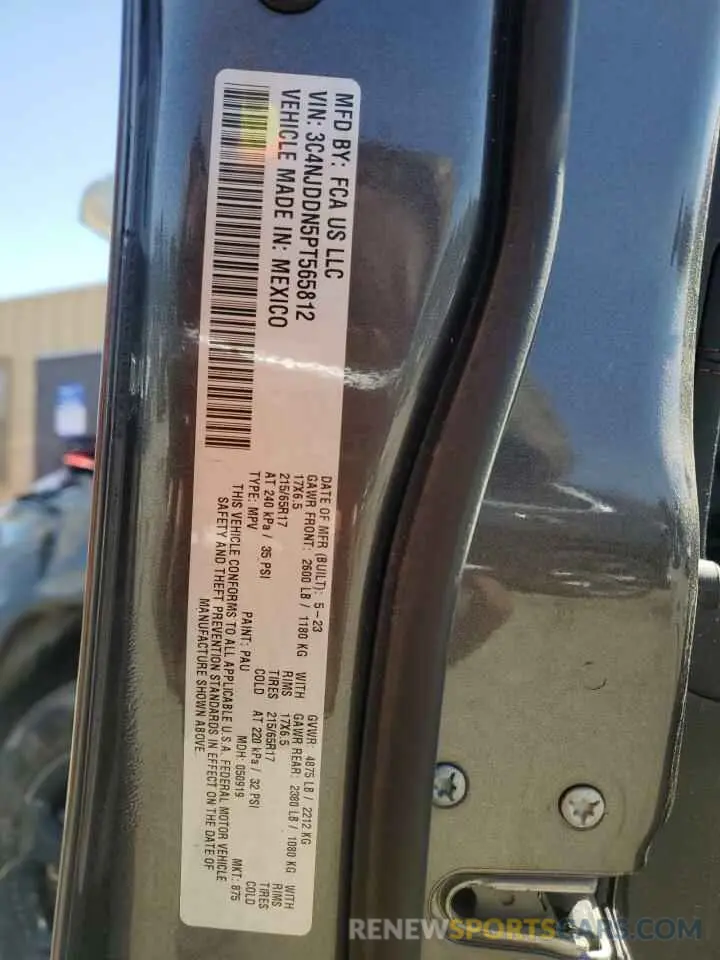 MFD BY: FCA US LLC
VIN: 3C4NJDDN5PT565812
VEHICLE MADE IN: MEXICO
DATE OF MFR (BUILT): 5-23 GVWR: 4875 LB / 2212 KG
GAWR FRONT: 2600 LB / 1180 KG WITH GAWR REAR: 2380 LB / 1080 KG WITH
17X6.5 RIMS 17X6.5 RIMS
215/65R17 TIRES 215/65R17 TIRES
AT 240 kPa / 35 PSI COLD AT 220 kPa / 32 PSI COLD
TYPE: MPV PAINT: PAU MDH: 050919 MKT: 875
THIS VEHICLE CONFORMS TO ALL APPLICABLE U.S.A. FEDERAL MOTOR VEHICLE
SAFETY AND THEFT PREVENTION STANDARDS IN EFFECT ON THE DATE OF
MANUFACTURE SHOWN ABOVE
RENEWSPORTSCARS.COM